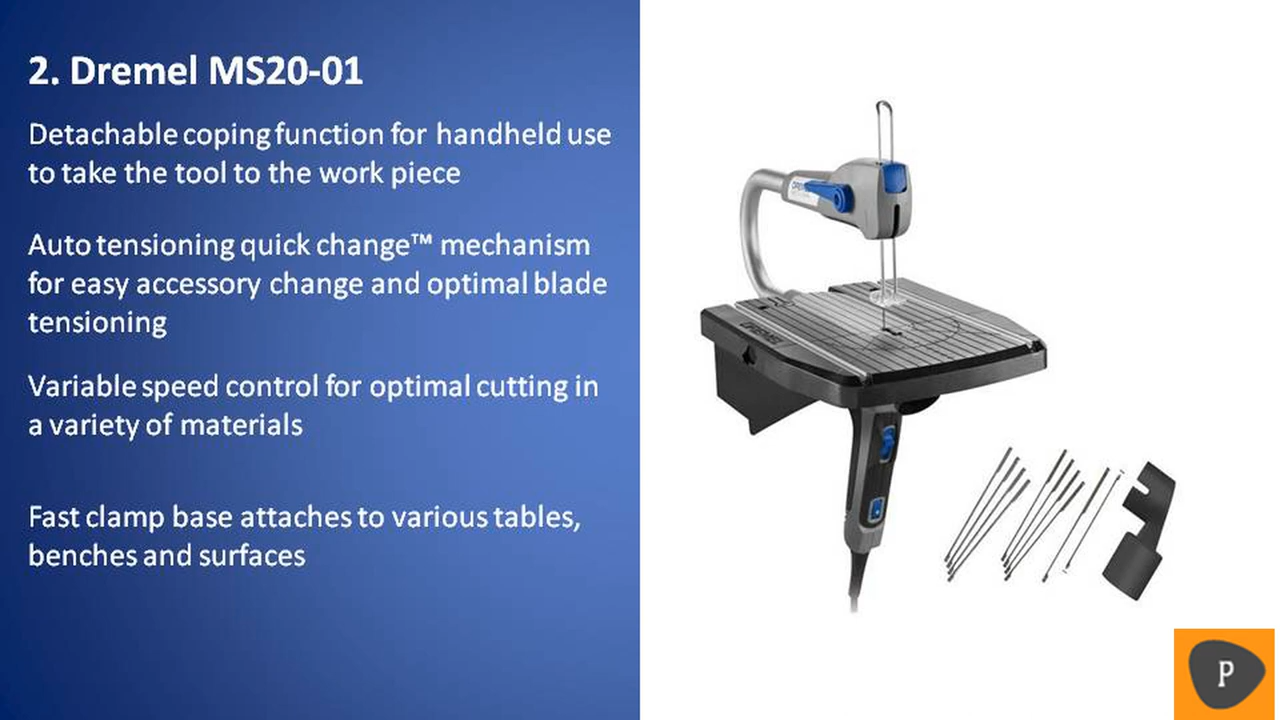 2. Dremel MS20-01
Detachable coping function for handheld use
to take the tool to the work piece
Auto tensioning quick change™ mechanism
for easy accessory change and optimal blade
tensioning
Variable speed control for optimal cutting in
a variety of materials
Fast clamp base attaches to various tables,
benches and surfaces
DREMEL
P